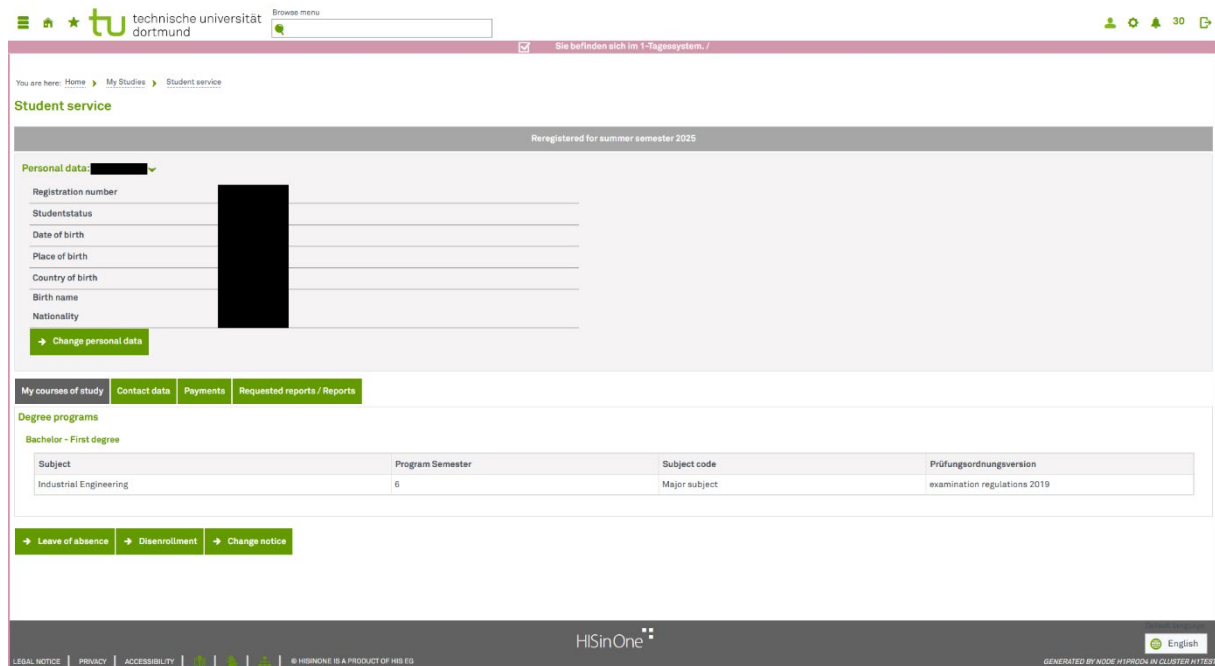 Browse menu
technische universität
dortmund
30
Sie befinden sich im 1-Tagessystem. /
You are here: Home My Studies Student service
Student service
Reregistered for summer semester 2025
Personal data:
Registration number
Studentstatus
Date of birth
Place of birth
Country of birth
Birth name
Nationality
Change personal data
My courses of study Contact data Payments Requested reports / Reports
Degree programs
Bachelor - First degree
Subject Program Semester Subject code Prüfungsordnungsversion
Industrial Engineering 6 Major subject examination regulations 2019
Leave of absence Disenrollment Change notice
HISinOne
Default language
English
LEGAL NOTICE | PRIVACY | ACCESSIBILITY | © HISINONE IS A PRODUCT OF HIS EG
GENERATED BY NODE H1PROD4 IN CLUSTER H1TEST